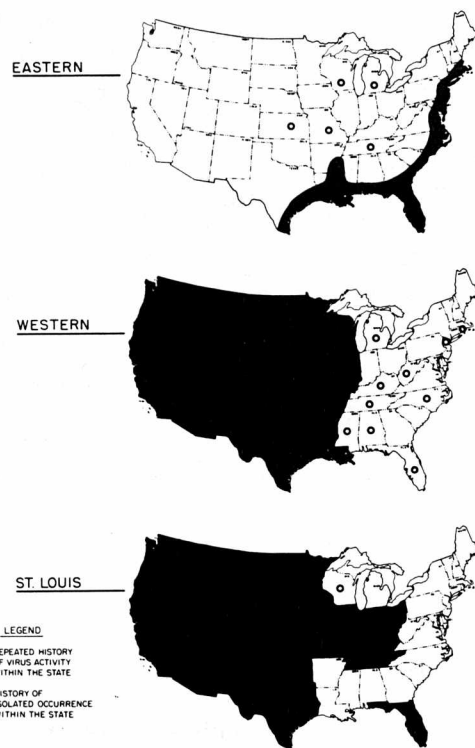 EASTERN
WESTERN
ST. LOUIS
LEGEND
EPEATED HISTORY
F VIRUS ACTIVITY
ITHIN THE STATE
ISTORY OF
SOLATED OCCURRENCE
ITHIN THE STATE